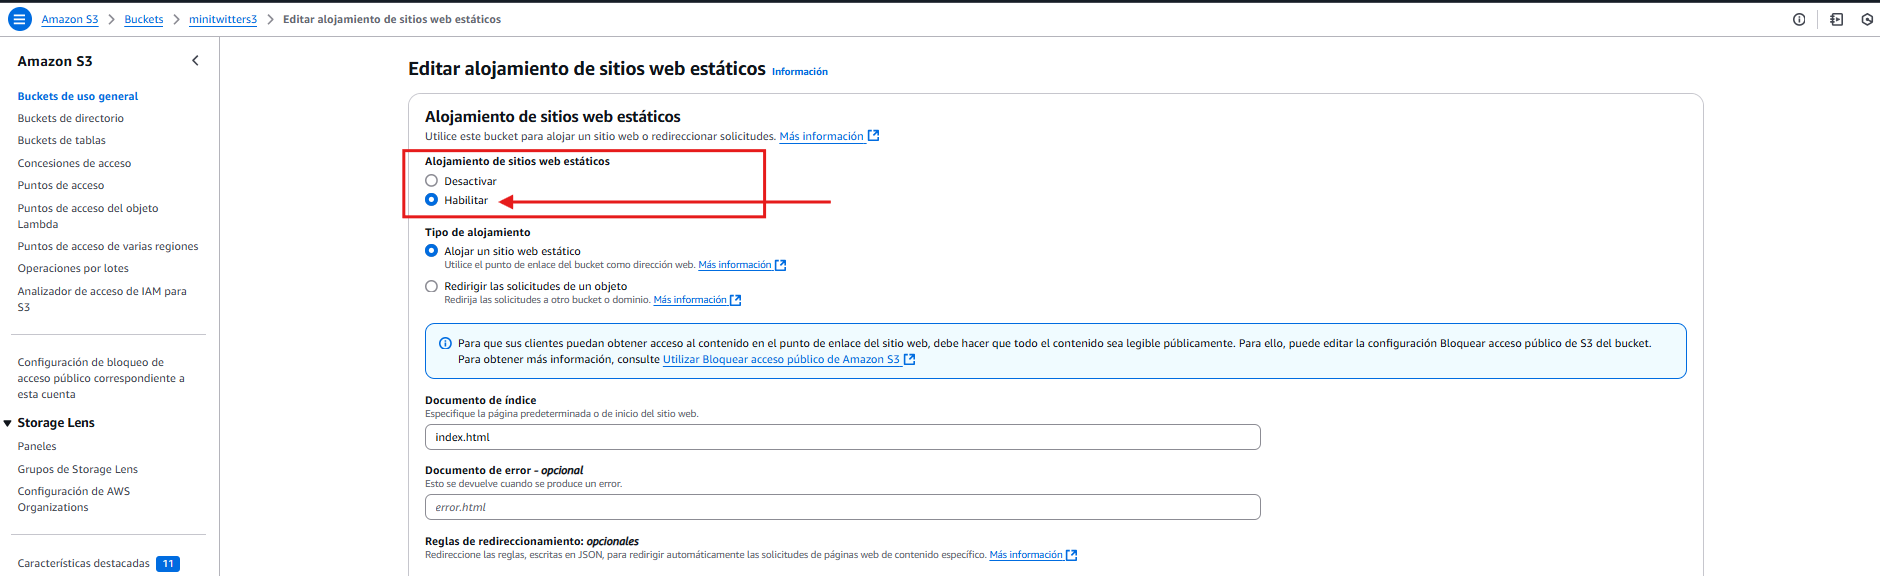 Amazon S3 > Buckets > minitwitters3 > Editar alojamiento de sitios web estáticos
Amazon S3
Buckets de uso general
Buckets de directorio
Buckets de tablas
Concesiones de acceso
Puntos de acceso
Puntos de acceso del objeto
Lambda
Puntos de acceso de varias regiones
Operaciones por lotes
Analizador de acceso de IAM para
S3
Configuración de bloqueo de
acceso público correspondiente a
esta cuenta
Storage Lens
Paneles
Grupos de Storage Lens
Configuración de AWS
Organizations
Características destacadas 11
Editar alojamiento de sitios web estáticos Información
Alojamiento de sitios web estáticos
Utilice este bucket para alojar un sitio web o redireccionar solicitudes. Más información
Alojamiento de sitios web estáticos
Desactivar
Habilitar
Tipo de alojamiento
Alojar un sitio web estático
Utilice el punto de enlace del bucket como dirección web. Más información
Redirigir las solicitudes de un objeto
Redirija las solicitudes a otro bucket o dominio. Más información
Para que sus clientes puedan obtener acceso al contenido en el punto de enlace del sitio web, debe hacer que todo el contenido sea legible públicamente. Para ello, puede editar la configuración Bloquear acceso público de S3 del bucket.
Para obtener más información, consulte Utilizar Bloquear acceso público de Amazon S3
Documento de índice
Especifique la página predeterminada o de inicio del sitio web.
index.html
Documento de error - opcional
Esto se devuelve cuando se produce un error.
error.html
Reglas de redireccionamiento: opcionales
Redireccione las reglas, escritas en JSON, para redirigir automáticamente las solicitudes de páginas web de contenido específico. Más información